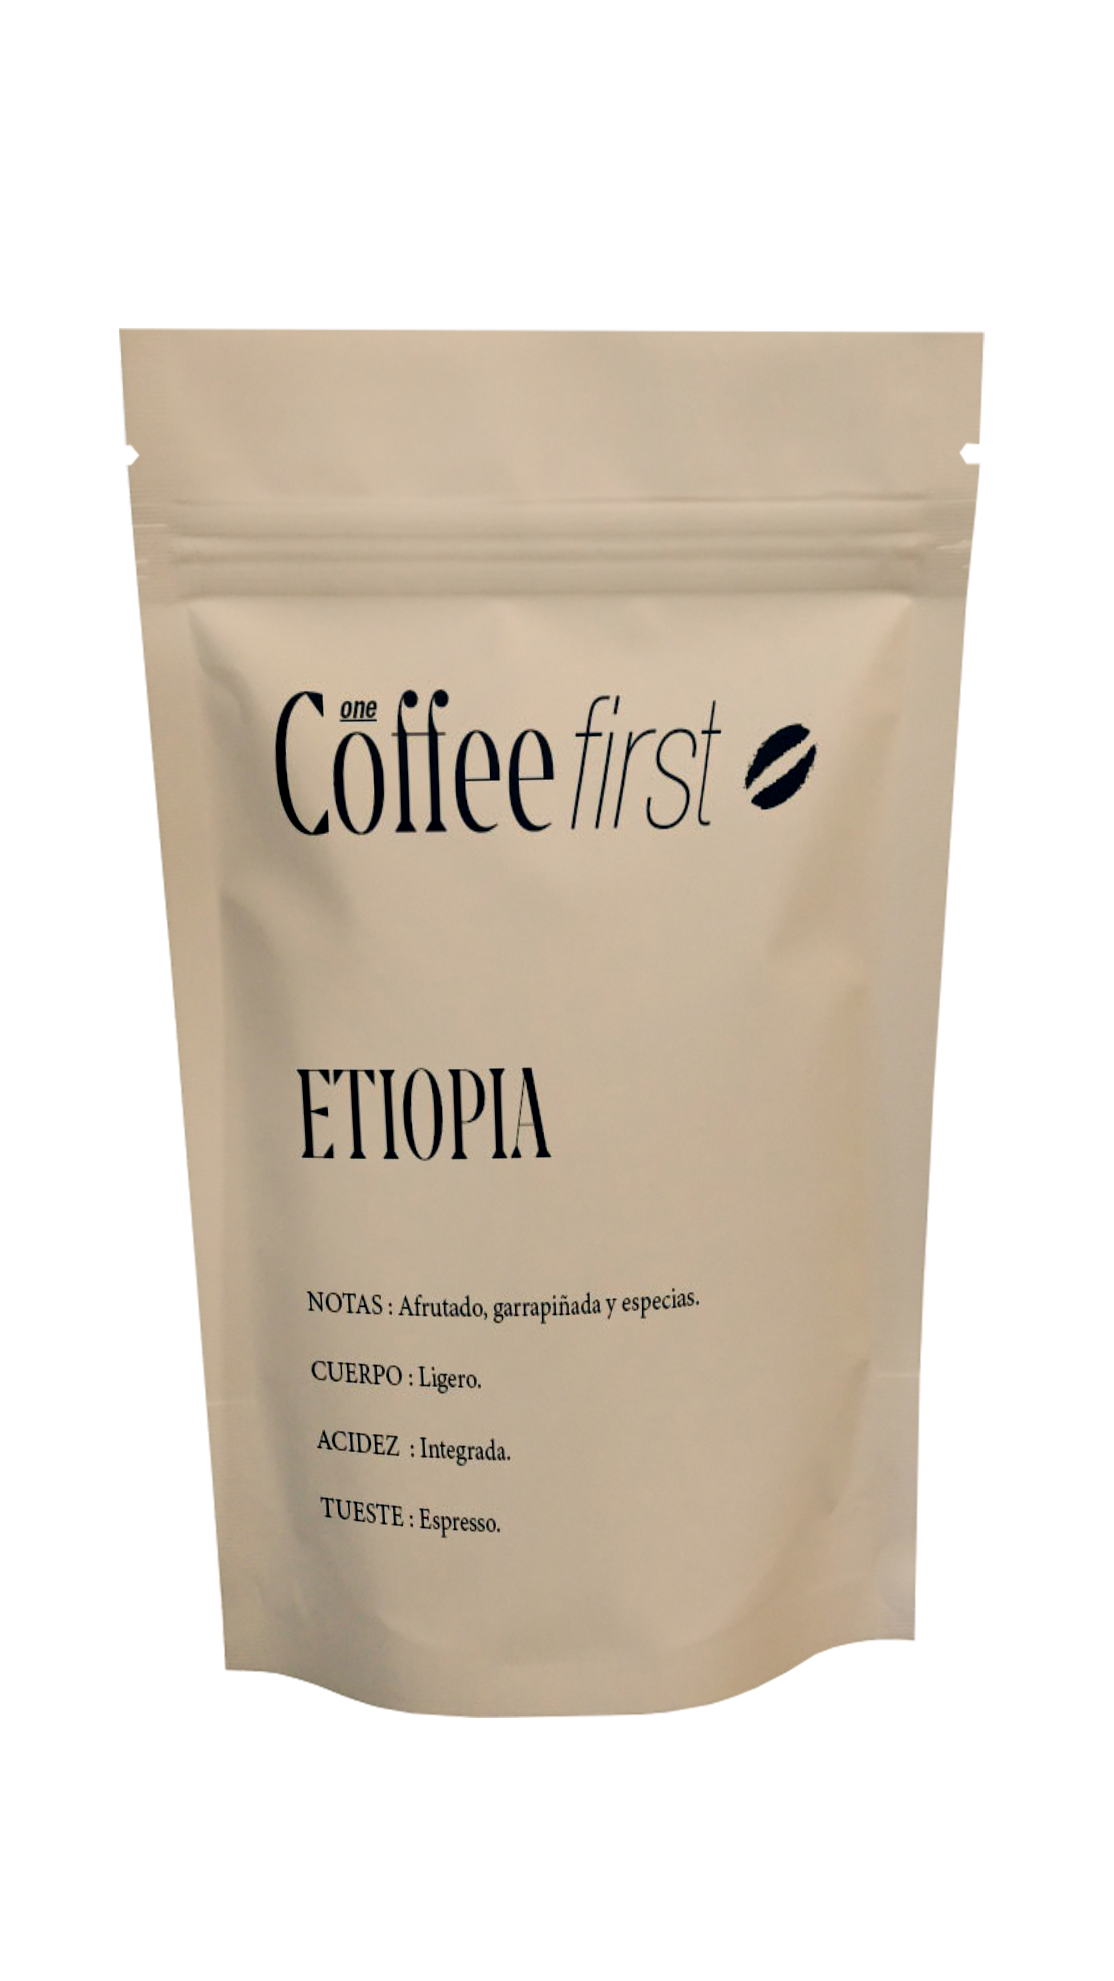 one
Coffee first
ETIOPIA
NOTAS : Afrutado, garrapiñada y especias.
CUERPO : Ligero.
ACIDEZ : Integrada.
TUESTE : Espresso.